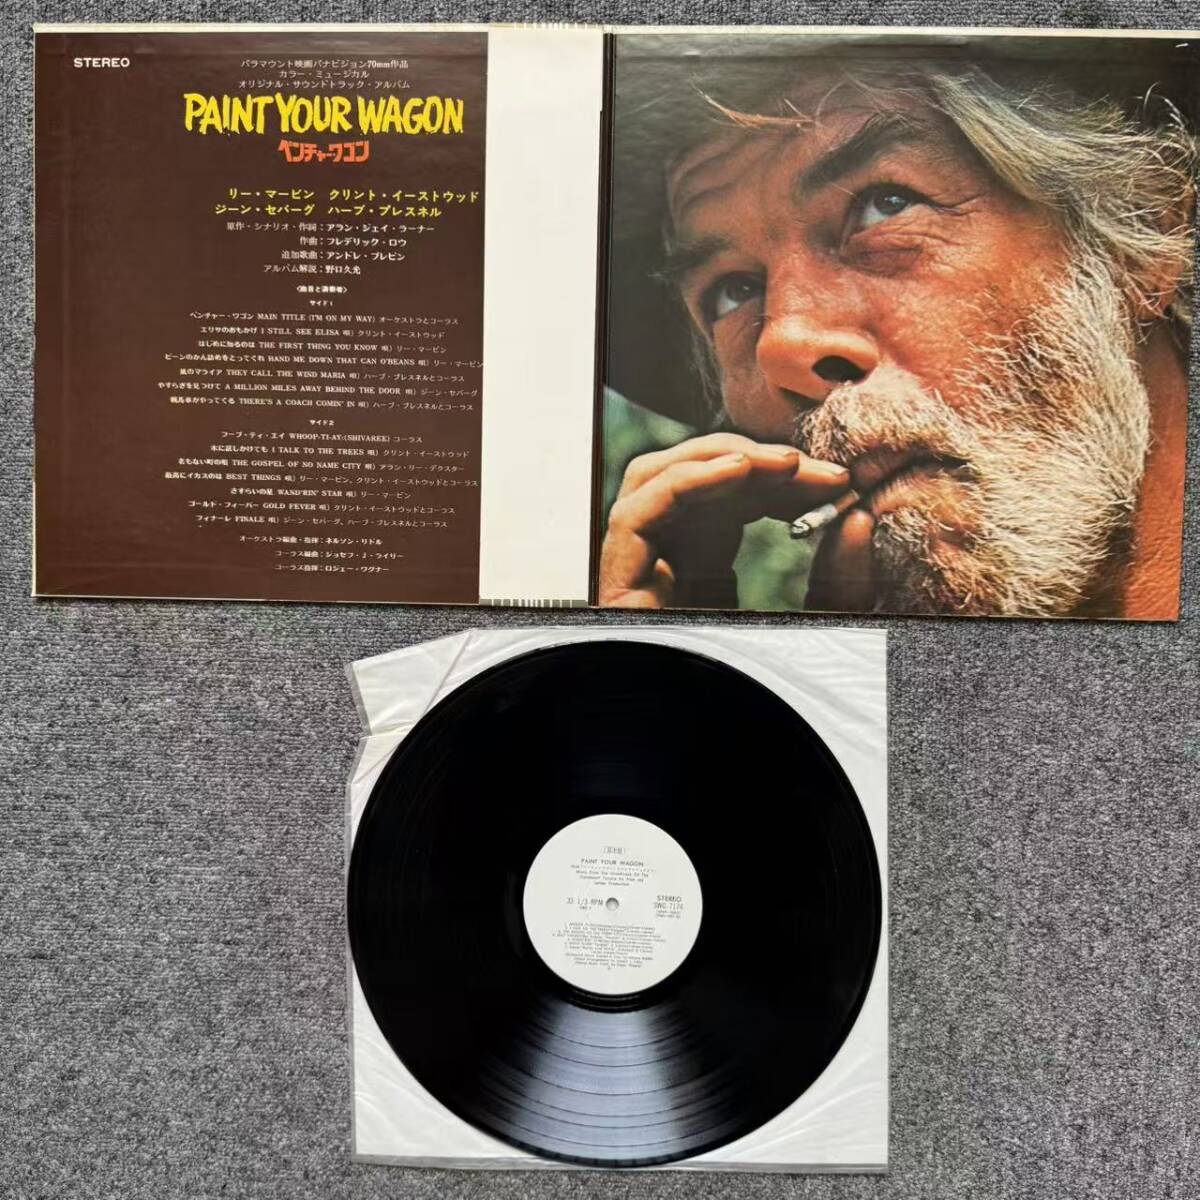 STEREO
パラマウント映画パナビジョン70mm作品
カラー・ミュージカル
オリジナル・サウンドトラック・アルバム
PAINT YOUR WAGON
ペンチャー・ワゴン
リー・マービン クリント・イーストウッド
ジーン・セバーグ ハーブ・プレスネル
原作・シナリオ・作詞：アラン・ジェイ・ラーナー
作曲：フレデリック・ロウ
追加歌曲：アンドレ・プレビン
アルバム解説：野口久光
〈曲目と演奏者〉
サイド1
ペンチャー・ワゴン MAIN TITLE (I'M ON MY WAY) オーケストラとコーラス
エリサのおもかげ I STILL SEE ELISA 唄）クリント・イーストウッド
はじめに知るのは THE FIRST THING YOU KNOW 唄）リー・マービン
ビーンのかん詰めをとってくれ HAND ME DOWN THAT CAN O'BEANS 唄）リー・マービン
風のマライア THEY CALL THE WIND MARIA 唄）ハーブ・プレスネルとコーラス
やすらぎを見つけて A MILLION MILES AWAY BEHIND THE DOOR 唄）ジーン・セバーグ
駅馬車がやってくる THERE'S A COACH COMIN' IN 唄）ハーブ・プレスネルとコーラス
サイド2
フープ・ティ・エイ WHOOP-TI-AY (SHIVAREE) コーラス
木に話しかけても I TALK TO THE TREES 唄）クリント・イーストウッド
名もない町の唄 THE GOSPEL OF NO NAME CITY 唄）アラン・リー・デクスター
最高にイカスのは BEST THINGS 唄）リー・マービン、クリント・イーストウッドとコーラス
さすらいの星 WAND'RIN' STAR 唄）リー・マービン
ゴールド・フィーバー GOLD FEVER 唄）クリント・イーストウッドとコーラス
フィナーレ FINALE 唄）ジーン・セバーグ、ハーブ・プレスネルとコーラス
オーケストラ編曲・指揮：ネルソン・リドル
コーラス編曲：ジョセフ・J・ライリー
コーラス指揮：ロジェー・ワグナー
PAINT YOUR WAGON
Music From The Soundtrack Of The
33 1/3 RPM
STEREO
SWG-7174